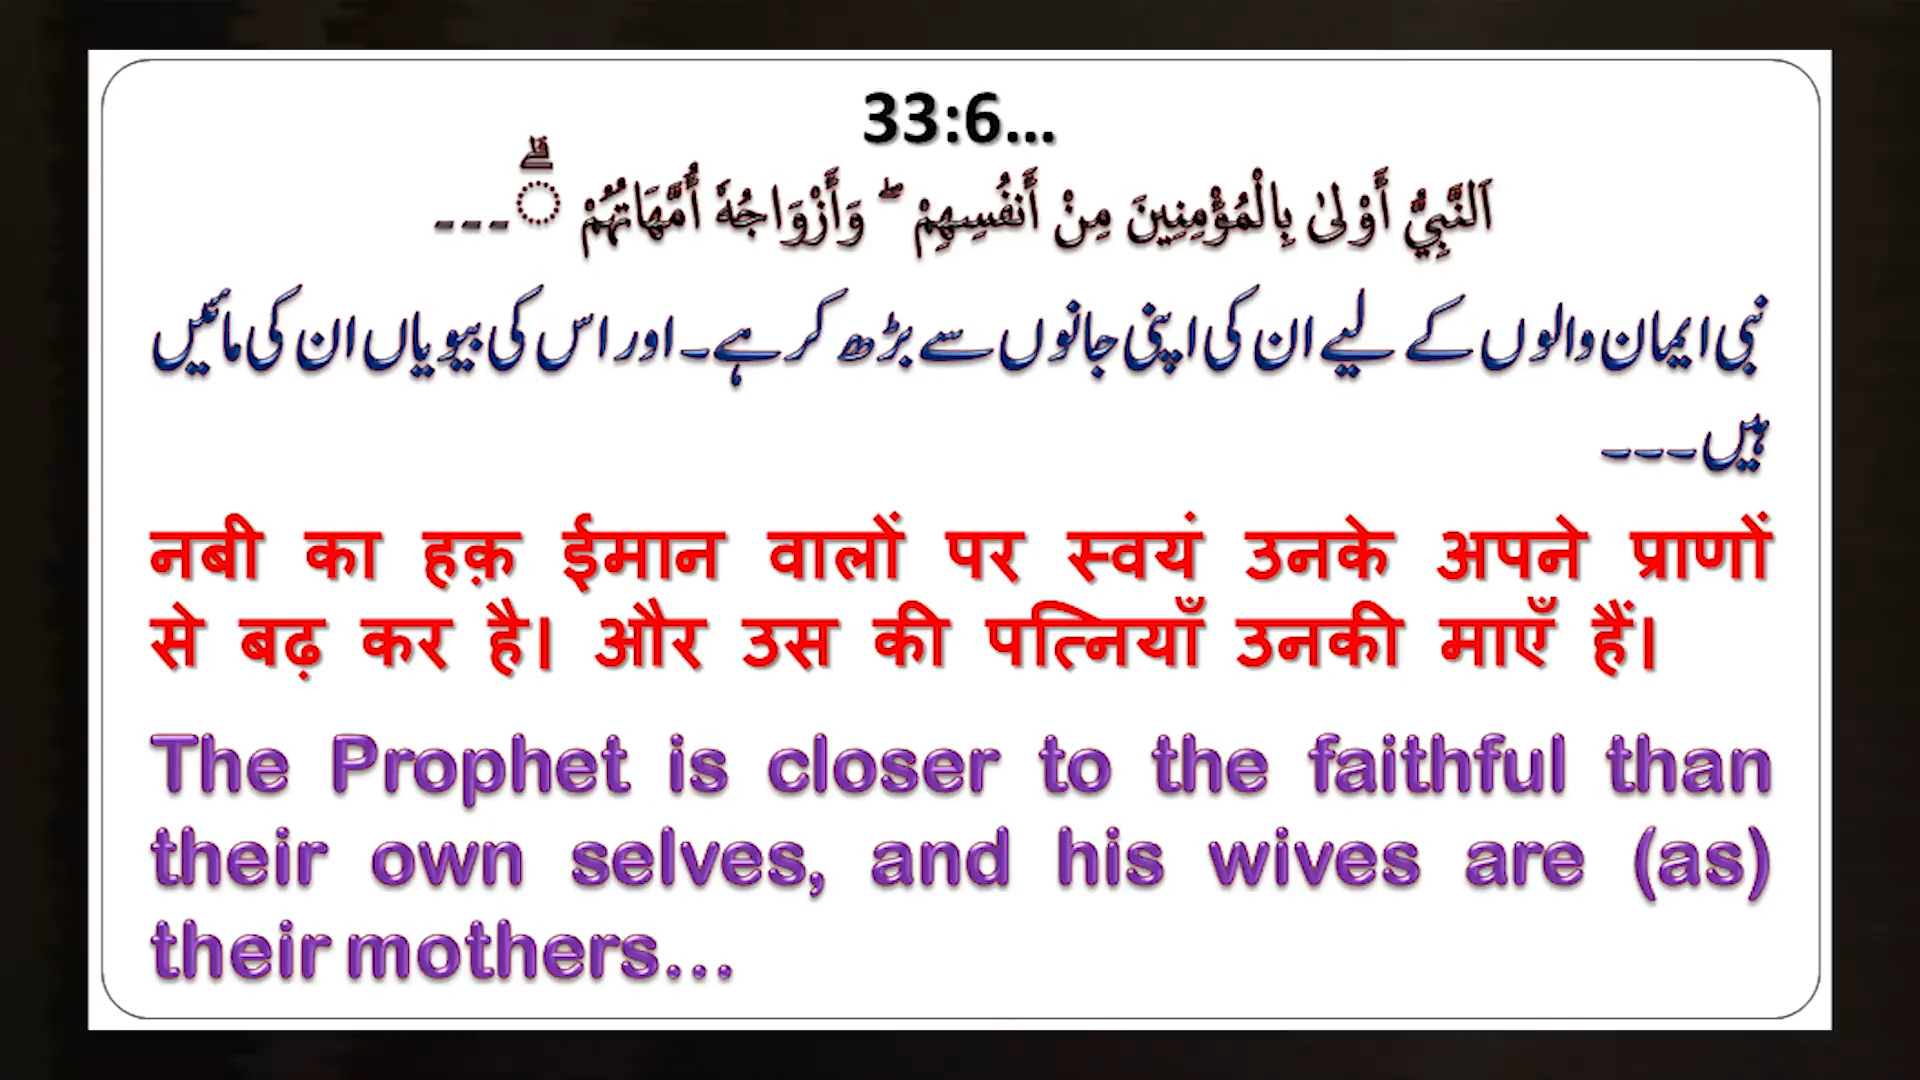 33:6...
اَلنَّبِيُّ أَوْلىٰ بِالْمُؤْمِنِينَ مِنْ أَنفُسِهِمْ ۖ وَأَزْوَاجُهٗ أُمَّهَاتُهُمْ ۗ---
نبی ایمان والوں کے لیے ان کی اپنی جانوں سے بڑھ کر ہے۔ اور اس کی بیویاں ان کی مائیں
ہیں۔۔۔
नबी का हक़ ईमान वालों पर स्वयं उनके अपने प्राणों
से बढ़ कर है। और उस की पत्नियाँ उनकी माएँ हैं।
The Prophet is closer to the faithful than
their own selves, and his wives are (as)
their mothers...